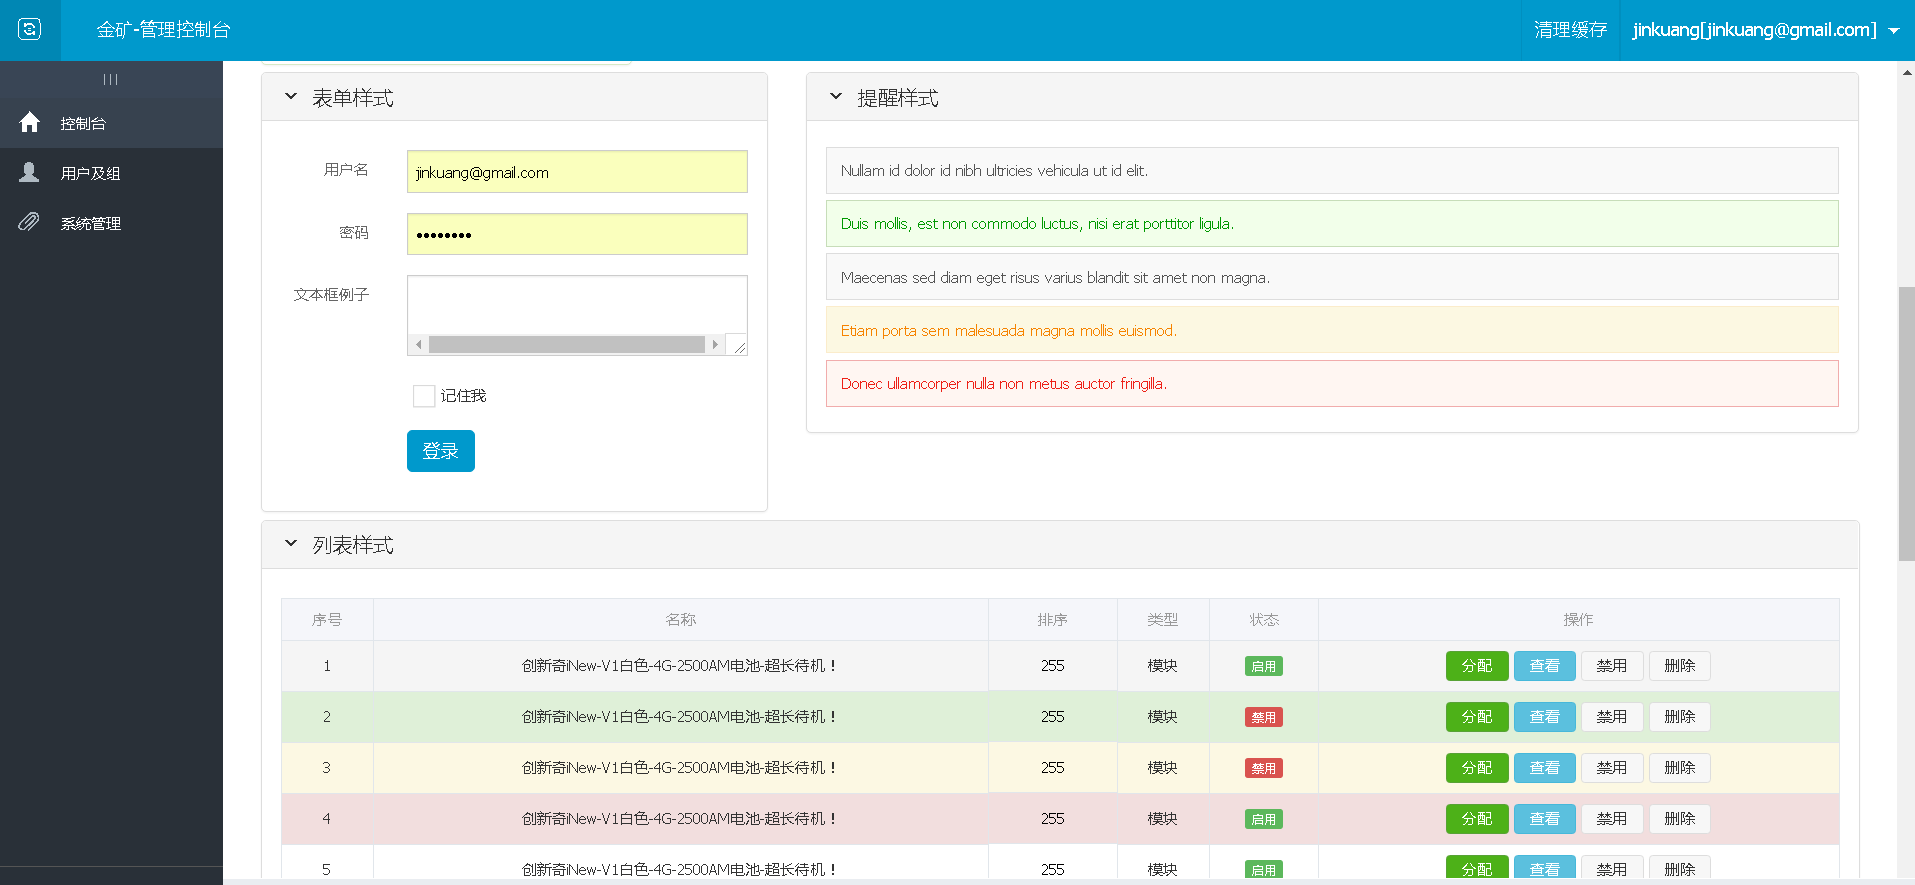 金矿-管理控制台
清理缓存
jinkuang[jinkuang@gmail.com]
控制台
用户及组
系统管理
表单样式
用户名
jinkuang@gmail.com
密码
••••••••
文本框例子
记住我
登录
提醒样式
Nullam id dolor id nibh ultricies vehicula ut id elit.
Duis mollis, est non commodo luctus, nisi erat porttitor ligula.
Maecenas sed diam eget risus varius blandit sit amet non magna.
Etiam porta sem malesuada magna mollis euismod.
Donec ullamcorper nulla non metus auctor fringilla.
列表样式
序号 名称 排序 类型 状态 操作
1 创新奇iNew-V1白色-4G-2500AM电池-超长待机！ 255 模块 启用 分配 查看 禁用 删除
2 创新奇iNew-V1白色-4G-2500AM电池-超长待机！ 255 模块 禁用 分配 查看 禁用 删除
3 创新奇iNew-V1白色-4G-2500AM电池-超长待机！ 255 模块 禁用 分配 查看 禁用 删除
4 创新奇iNew-V1白色-4G-2500AM电池-超长待机！ 255 模块 启用 分配 查看 禁用 删除
5 创新奇iNew-V1白色-4G-2500AM电池-超长待机！ 255 模块 启用 分配 查看 禁用 删除